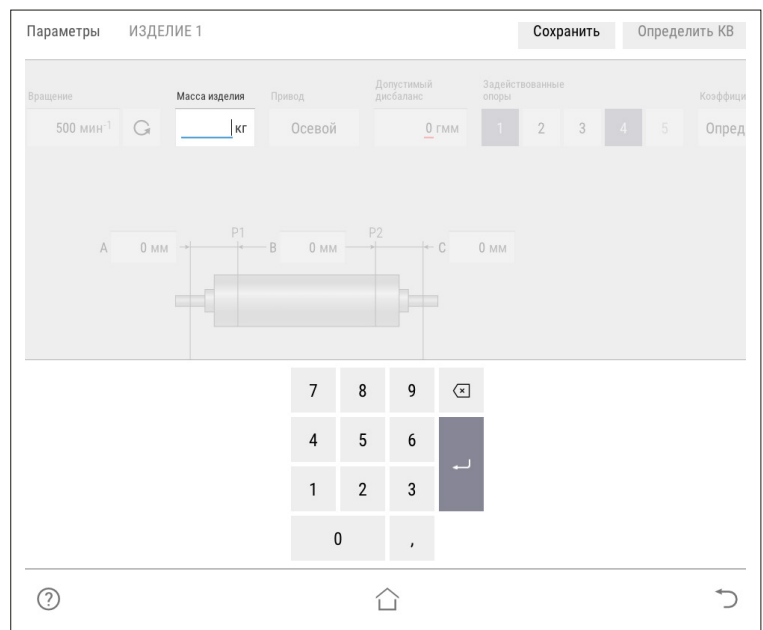 Параметры ИЗДЕЛИЕ 1 Сохранить Определить КВ
Вращение Масса изделия Привод Допустимый дисбаланс Задействованные опоры Коэффици
500 мин⁻¹ кг Осевой 0 гмм 1 2 3 4 5 Опред
P1 P2
A 0 мм B 0 мм C 0 мм
7 8 9
4 5 6
1 2 3
0 ,
?